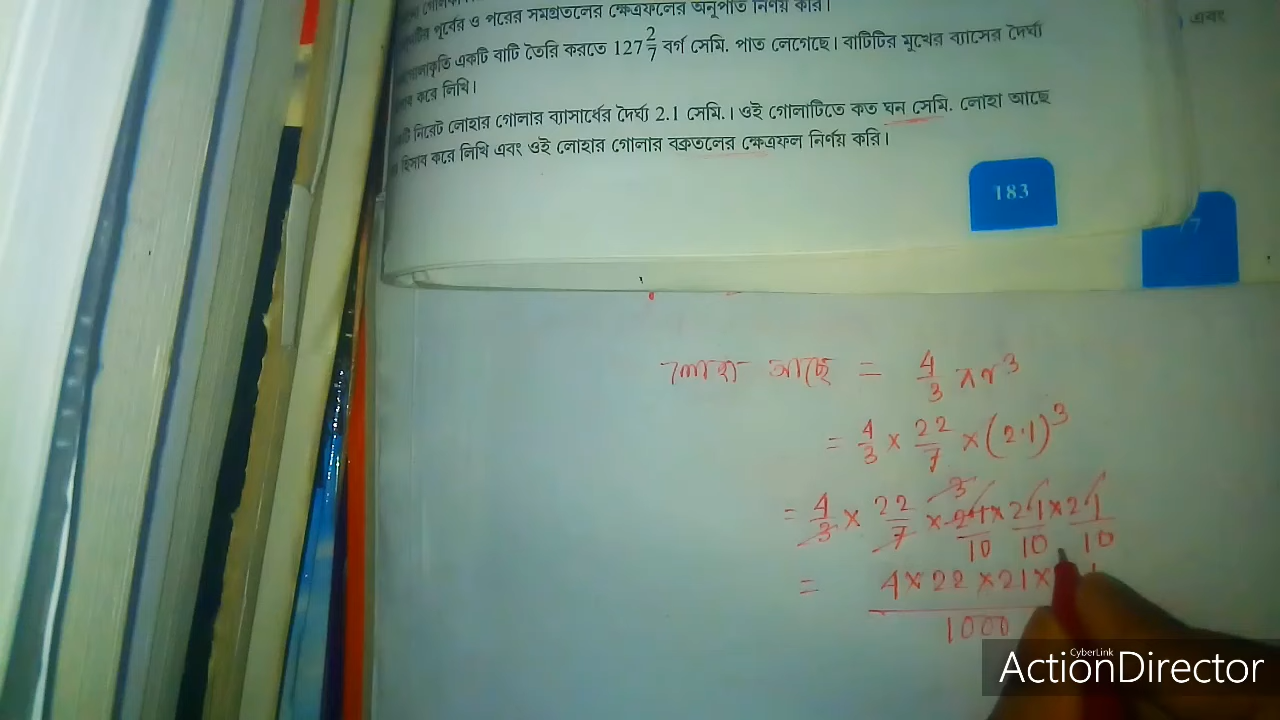 পূর্বের ও পরের সমগ্রতলের ক্ষেত্রফলের অনুপাত নির্ণয় করি।
একটি বাটি তৈরি করতে 127 2/7 বর্গ সেমি. পাত লেগেছে। বাটিটির মুখের ব্যাসের দৈর্ঘ্য
করে লিখি।
নিরেট লোহার গোলার ব্যাসার্ধের দৈর্ঘ্য 2.1 সেমি.। ওই গোলাটিতে কত ঘন সেমি. লোহা আছে
হিসাব করে লিখি এবং ওই লোহার গোলার বক্রতলের ক্ষেত্রফল নির্ণয় করি।
183
লোহা আছে = 4/3 πr³
= 4/3 × 22/7 × (2.1)³
= 4/3 × 22/7 × 21/10 × 21/10 × 21/10
3
= 4 × 22 × 21 ×
1000
CyberLink
ActionDirector